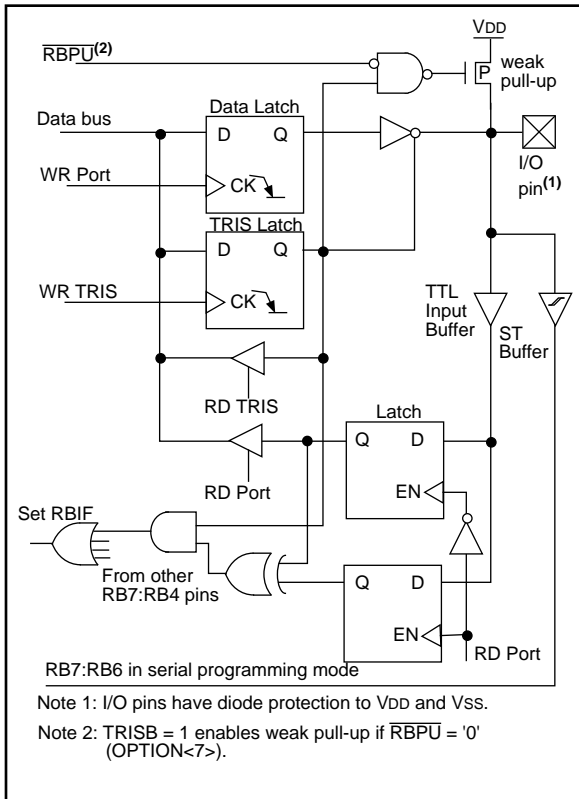 VDD
RBPU(2)
weak
pull-up
P
Data bus
Data Latch
D Q
WR Port
CK
I/O
pin(1)
TRIS Latch
D Q
WR TRIS
CK
TTL
Input
Buffer
ST
Buffer
RD TRIS
Latch
Q D
RD Port
EN
Set RBIF
From other
RB7:RB4 pins
Q D
EN
RD Port
RB7:RB6 in serial programming mode
Note 1: I/O pins have diode protection to VDD and VSS.
Note 2: TRISB = 1 enables weak pull-up if RBPU = '0'
(OPTION<7>).